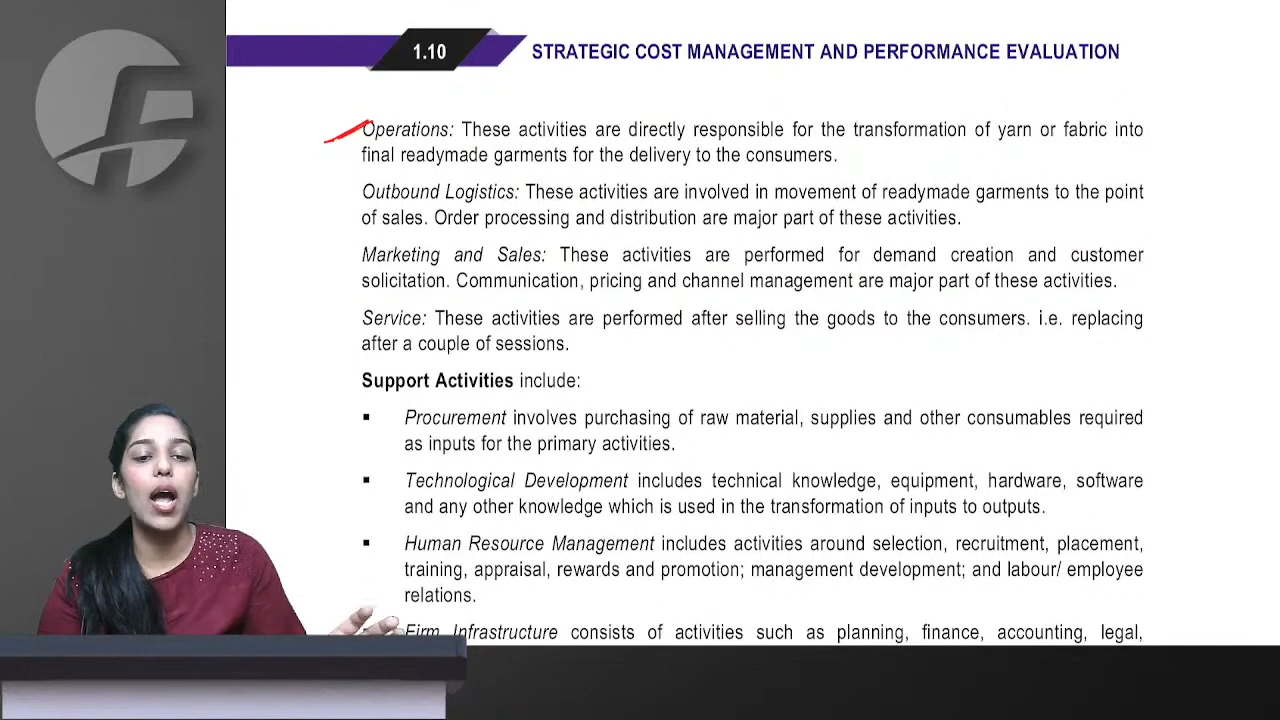 1.10 STRATEGIC COST MANAGEMENT AND PERFORMANCE EVALUATION
Operations: These activities are directly responsible for the transformation of yarn or fabric into
final readymade garments for the delivery to the consumers.
Outbound Logistics: These activities are involved in movement of readymade garments to the point
of sales. Order processing and distribution are major part of these activities.
Marketing and Sales: These activities are performed for demand creation and customer
solicitation. Communication, pricing and channel management are major part of these activities.
Service: These activities are performed after selling the goods to the consumers. i.e. replacing
after a couple of sessions.
Support Activities include:
▪ Procurement involves purchasing of raw material, supplies and other consumables required
as inputs for the primary activities.
▪ Technological Development includes technical knowledge, equipment, hardware, software
and any other knowledge which is used in the transformation of inputs to outputs.
▪ Human Resource Management includes activities around selection, recruitment, placement,
training, appraisal, rewards and promotion; management development; and labour/ employee
relations.
Firm Infrastructure consists of activities such as planning, finance, accounting, legal,